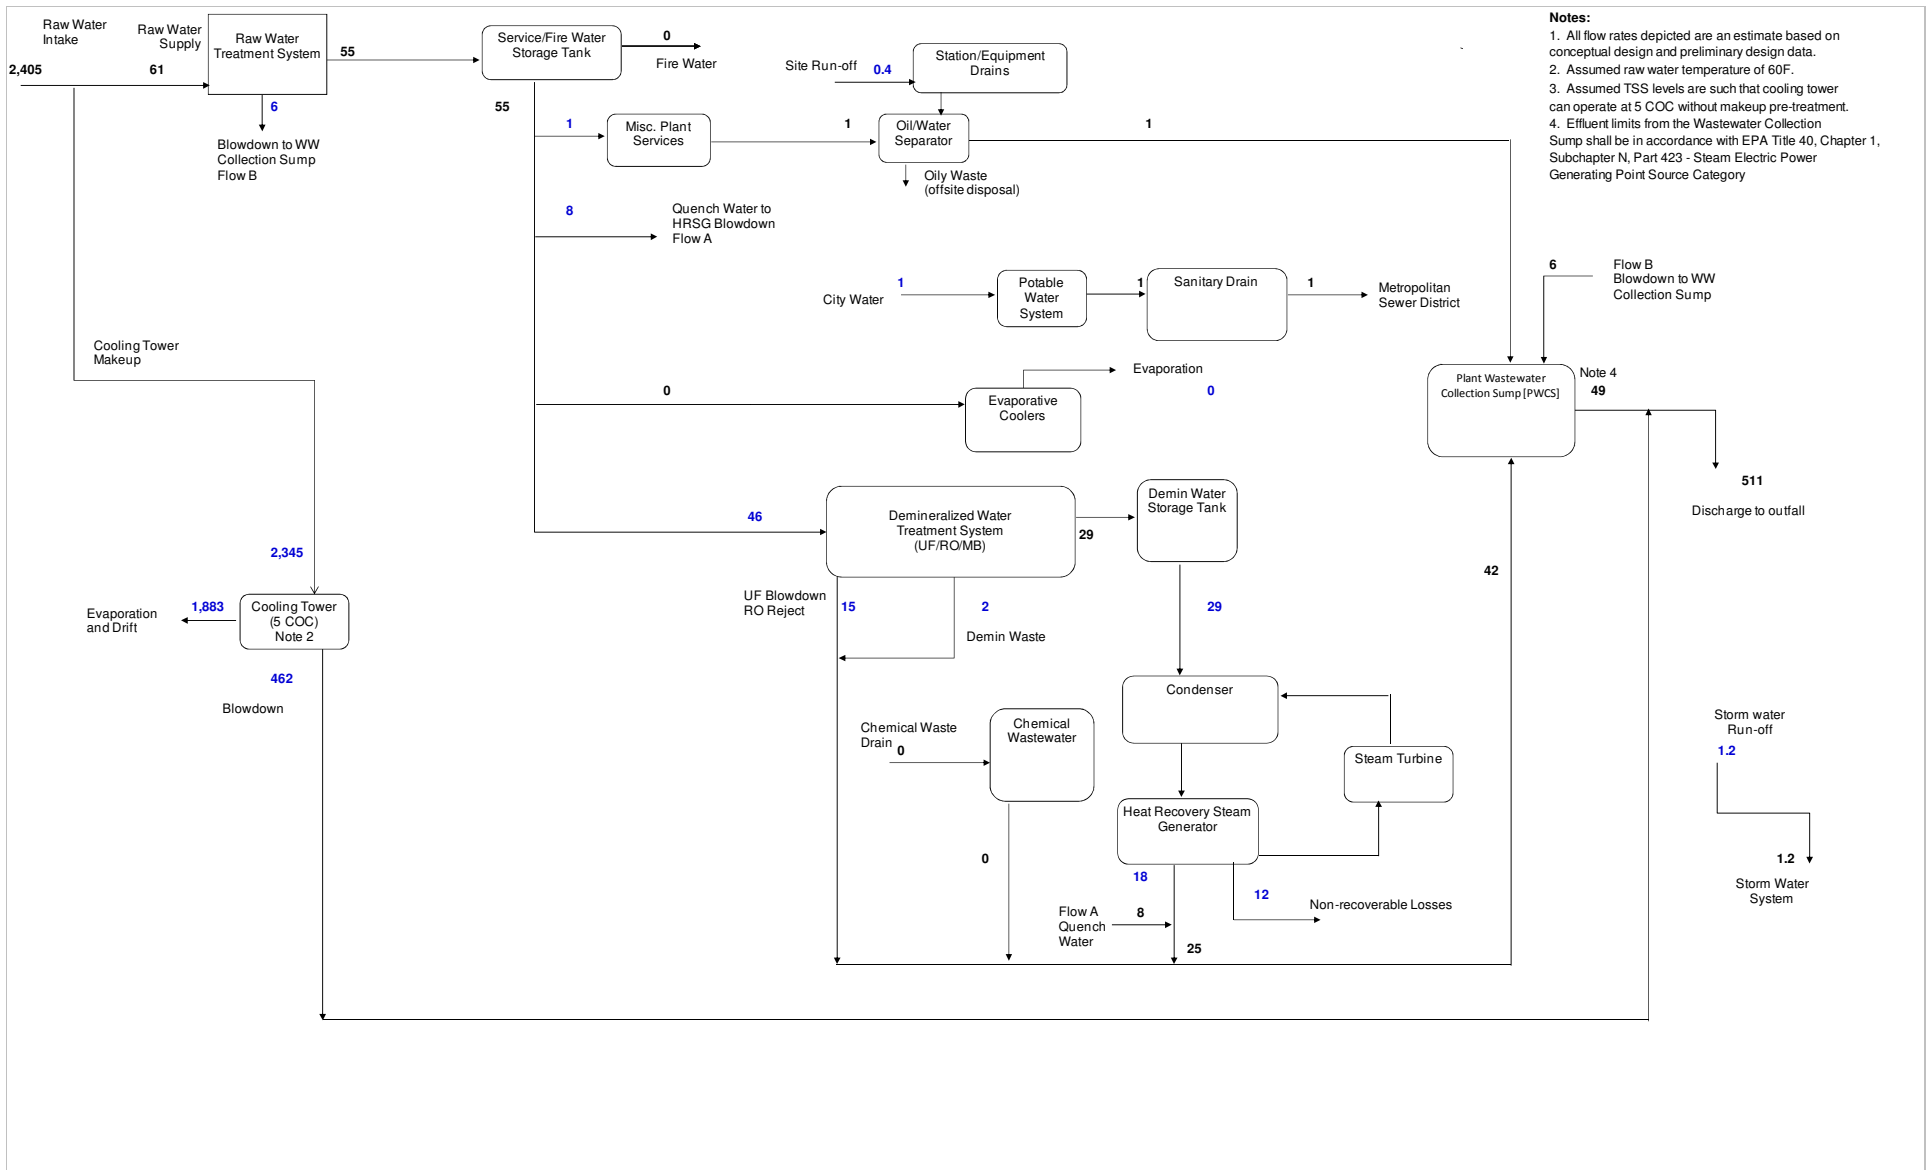 Raw Water
Intake
2,405
Raw Water
Supply
61
Raw Water
Treatment System
55
6
Blowdown to WW
Collection Sump
Flow B
Service/Fire Water
Storage Tank
0
Fire Water
55
Site Run-off
0.4
Station/Equipment
Drains
1
Misc. Plant
Services
1
Oil/Water
Separator
1
Oily Waste
(offsite disposal)
8
Quench Water to
HRSG Blowdown
Flow A
City Water
1
Potable
Water
System
1
Sanitary Drain
1
Metropolitan
Sewer District
Notes:
1. All flow rates depicted are an estimate based on
conceptual design and preliminary design data.
2. Assumed raw water temperature of 60F.
3. Assumed TSS levels are such that cooling tower
can operate at 5 COC without makeup pre-treatment.
4. Effluent limits from the Wastewater Collection
Sump shall be in accordance with EPA Title 40, Chapter 1,
Subchapter N, Part 423 - Steam Electric Power
Generating Point Source Category
6
Flow B
Blowdown to WW
Collection Sump
Cooling Tower
Makeup
0
Evaporative
Coolers
Evaporation
0
Plant Wastewater
Collection Sump [PWCS]
Note 4
49
511
Discharge to outfall
46
Demineralized Water
Treatment System
(UF/RO/MB)
29
Demin Water
Storage Tank
2,345
Evaporation
and Drift
1,883
Cooling Tower
(5 COC)
Note 2
462
Blowdown
UF Blowdown
RO Reject
15
2
Demin Waste
29
42
Condenser
Steam Turbine
Chemical Waste
Drain
0
Chemical
Wastewater
0
Heat Recovery Steam
Generator
18
12
Non-recoverable Losses
Flow A
Quench
Water
8
25
Storm water
Run-off
1.2
1.2
Storm Water
System